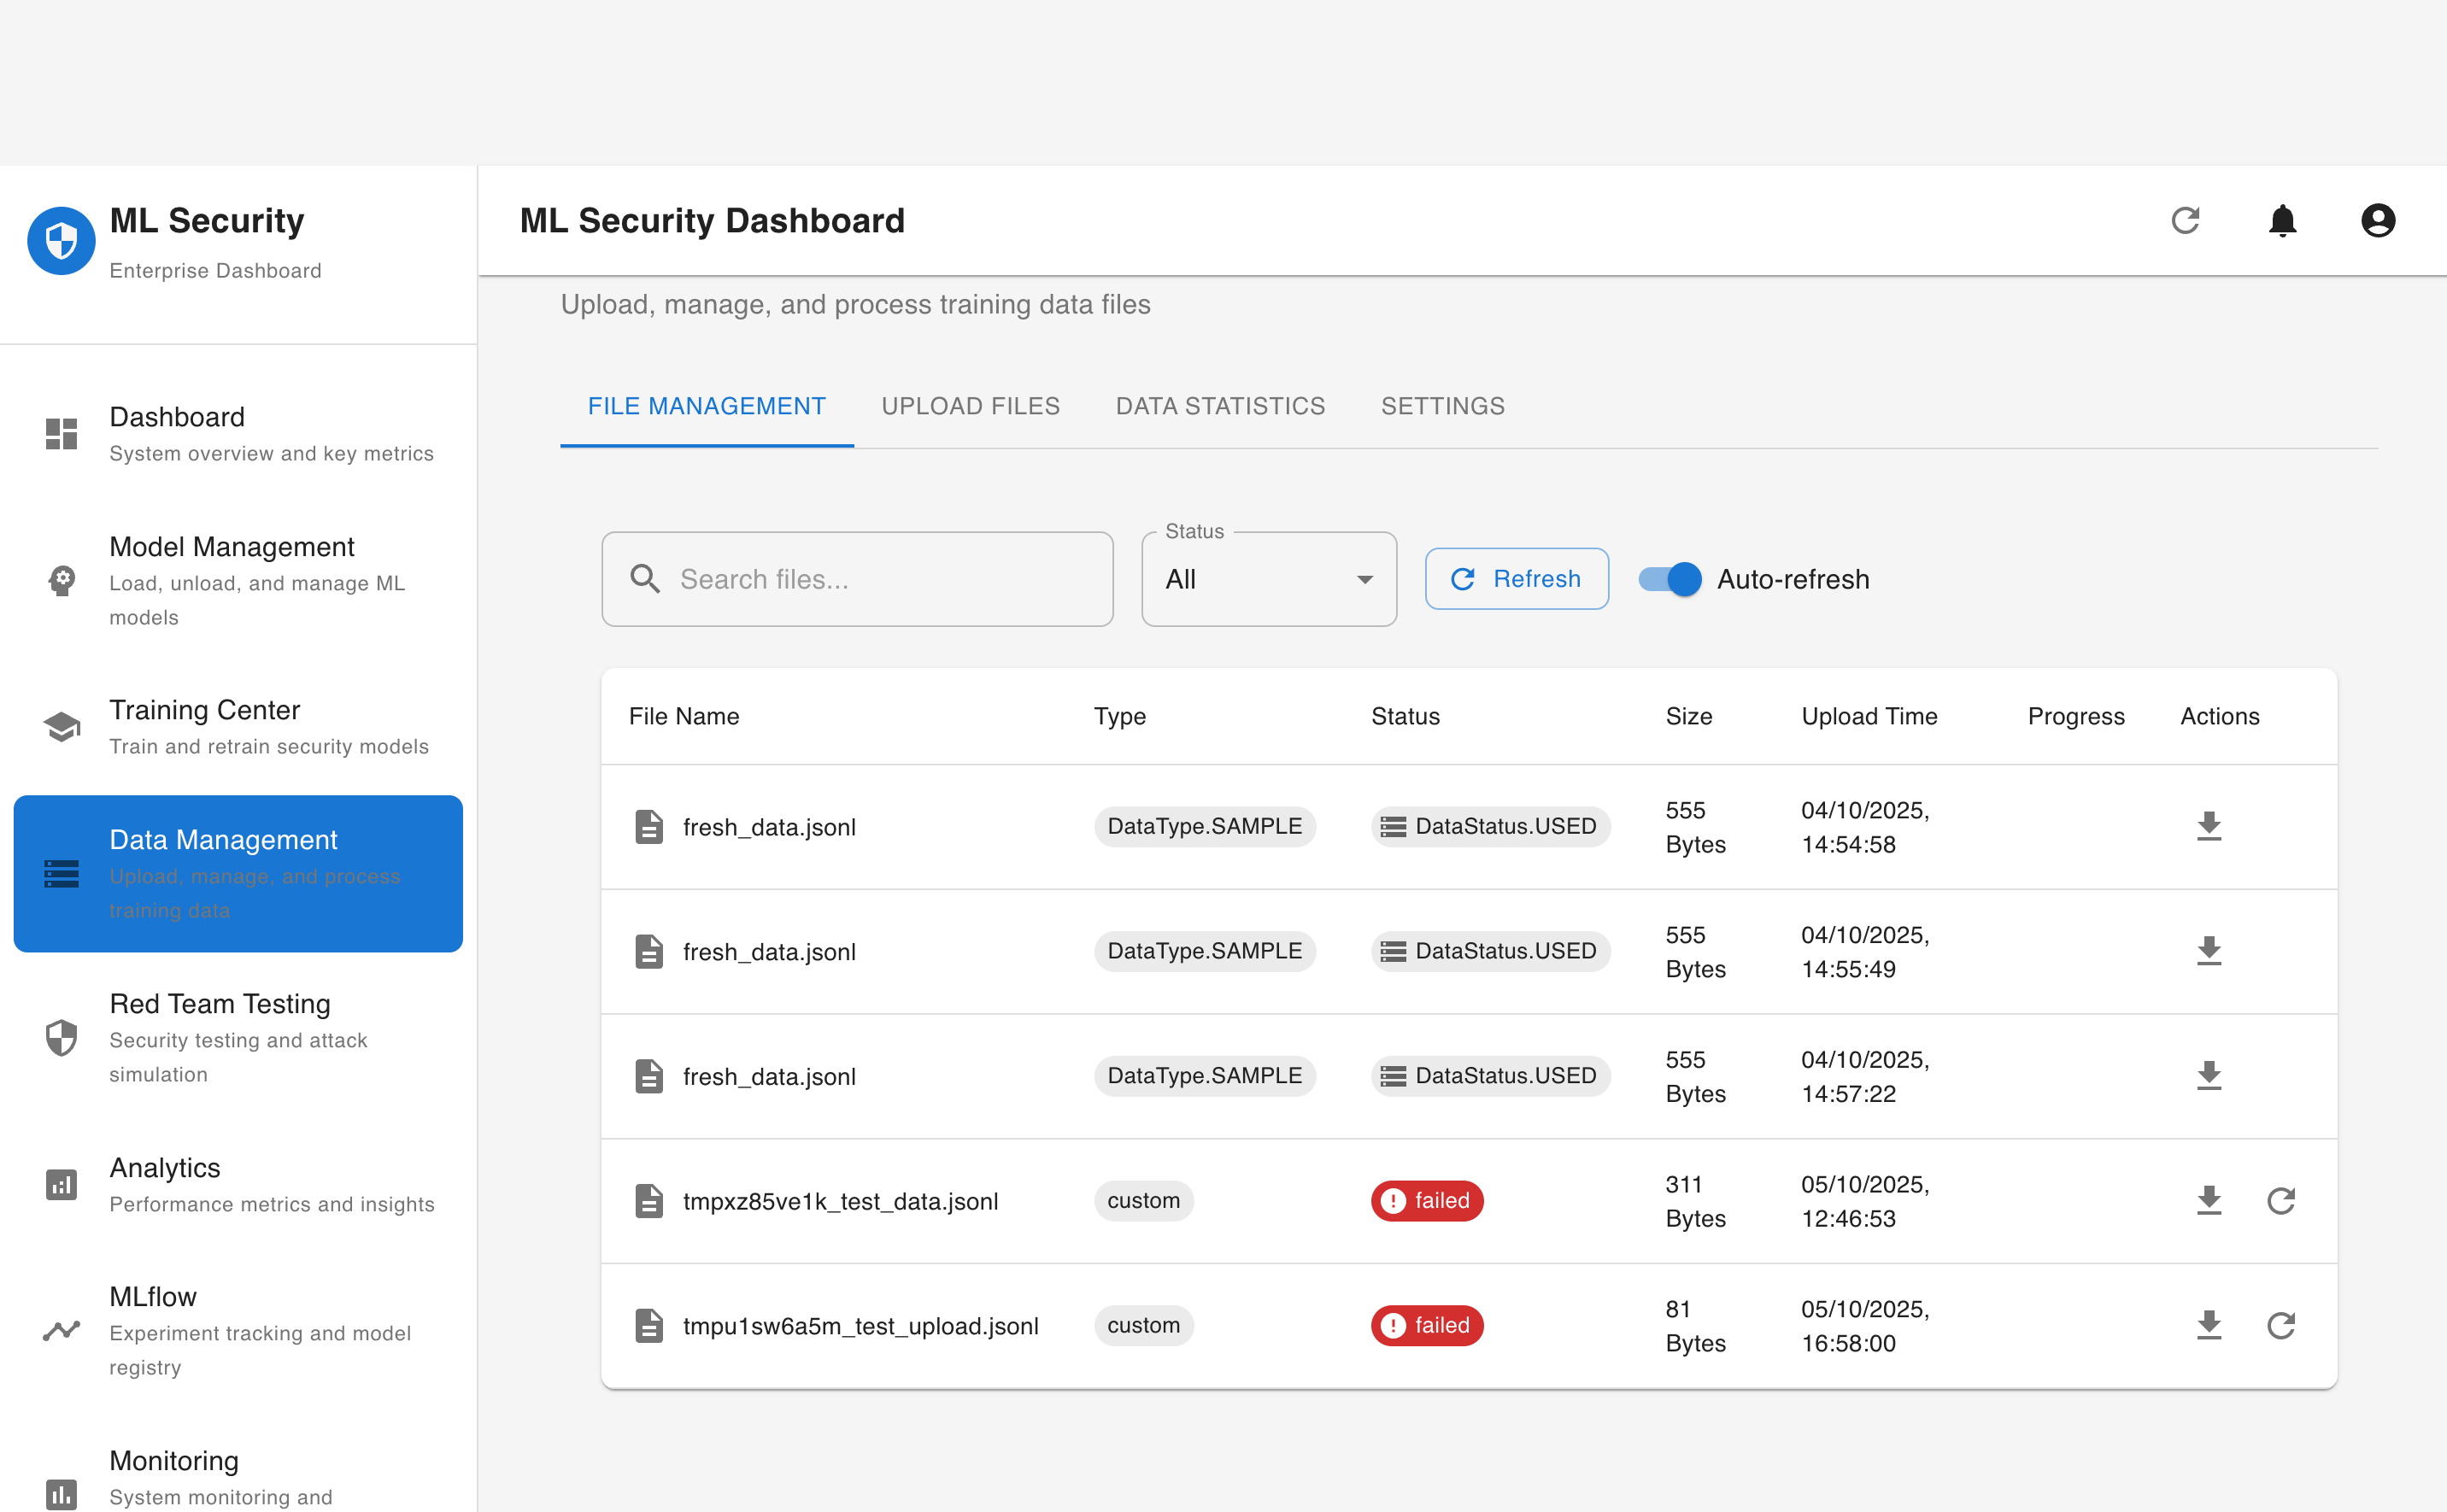 ML Security
Enterprise Dashboard
Dashboard
System overview and key metrics
Model Management
Load, unload, and manage ML
models
Training Center
Train and retrain security models
Data Management
Upload, manage, and process
training data
Red Team Testing
Security testing and attack
simulation
Analytics
Performance metrics and insights
MLflow
Experiment tracking and model
registry
Monitoring
System monitoring and
ML Security Dashboard
Upload, manage, and process training data files
FILE MANAGEMENT UPLOAD FILES DATA STATISTICS SETTINGS
Status
Search files... All Refresh Auto-refresh
File Name Type Status Size Upload Time Progress Actions
fresh_data.jsonl DataType.SAMPLE DataStatus.USED 555 Bytes 04/10/2025, 14:54:58
fresh_data.jsonl DataType.SAMPLE DataStatus.USED 555 Bytes 04/10/2025, 14:55:49
fresh_data.jsonl DataType.SAMPLE DataStatus.USED 555 Bytes 04/10/2025, 14:57:22
tmpxz85ve1k_test_data.jsonl custom failed 311 Bytes 05/10/2025, 12:46:53
tmpu1sw6a5m_test_upload.jsonl custom failed 81 Bytes 05/10/2025, 16:58:00